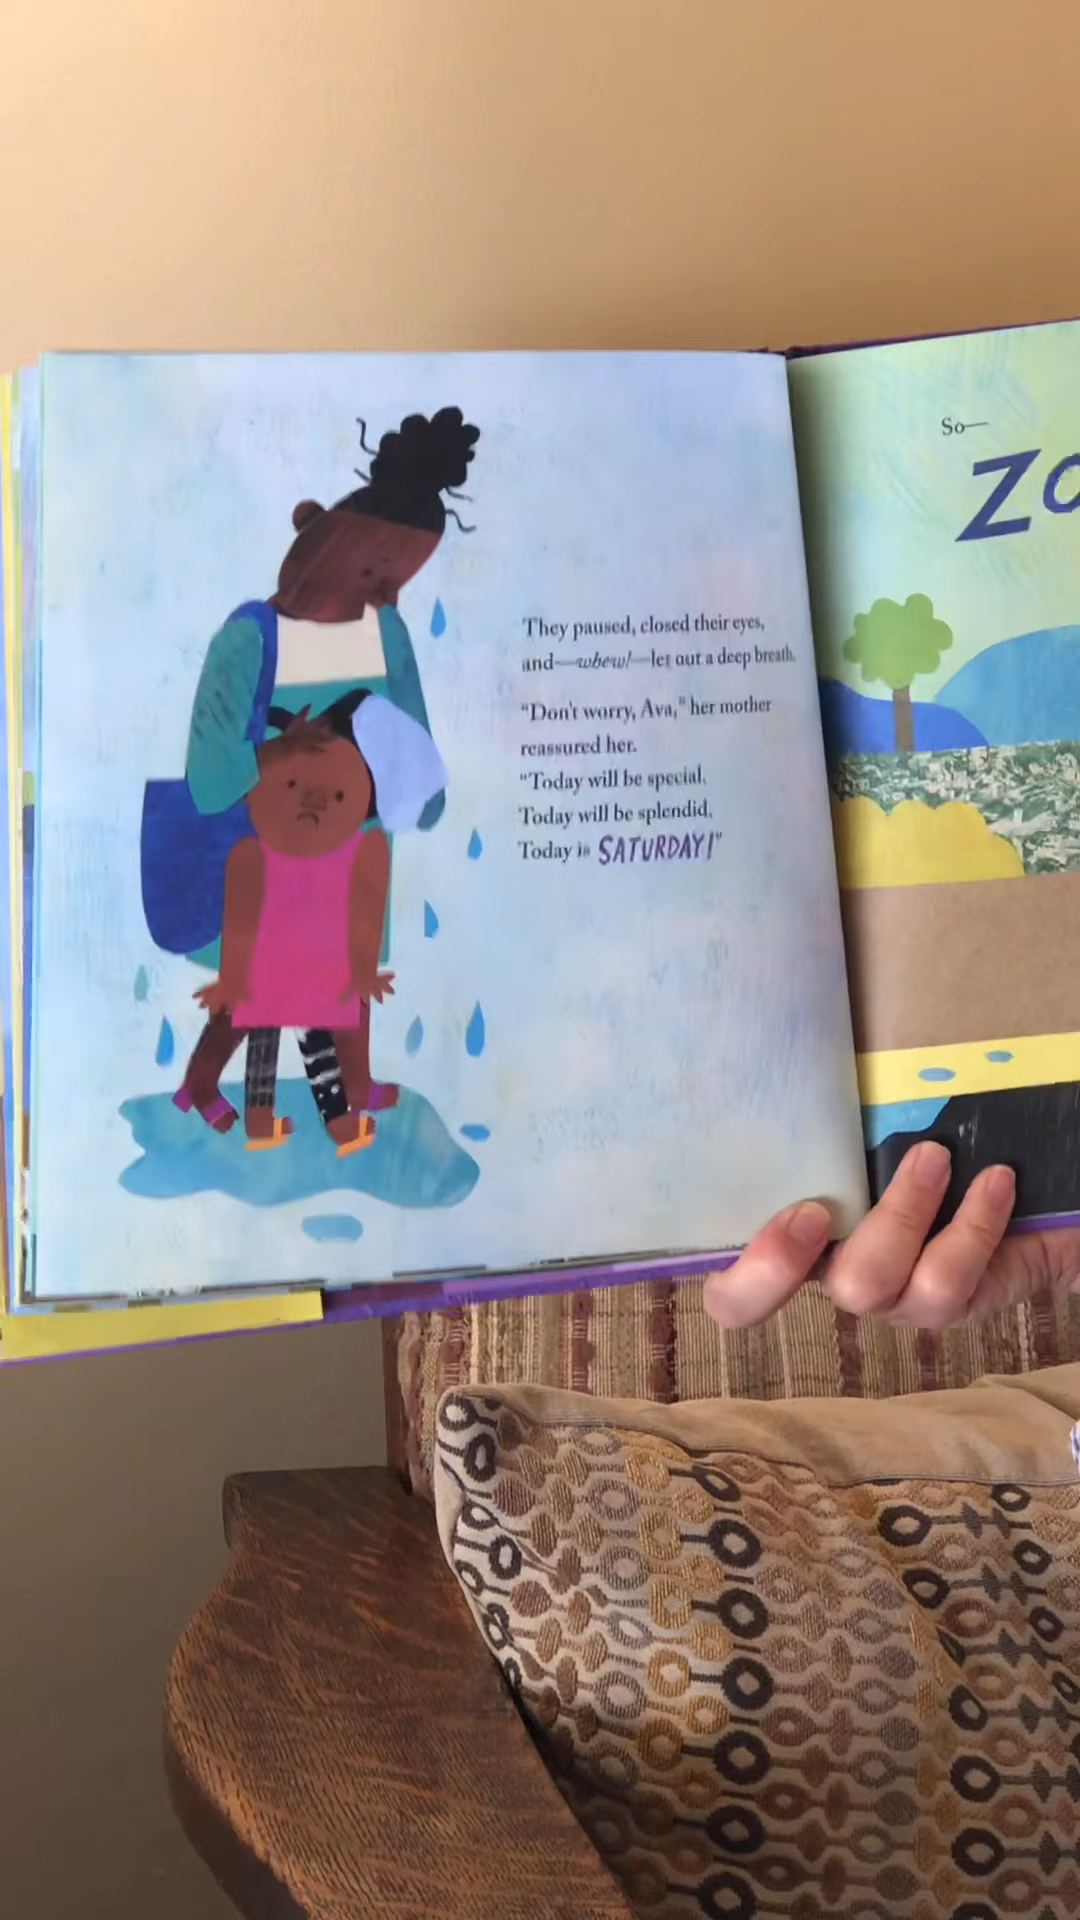 They paused, closed their eyes,
and—whew!—let out a deep breath.
"Don't worry, Ava," her mother
reassured her.
"Today will be special.
Today will be splendid.
Today is SATURDAY!"
So—
ZO